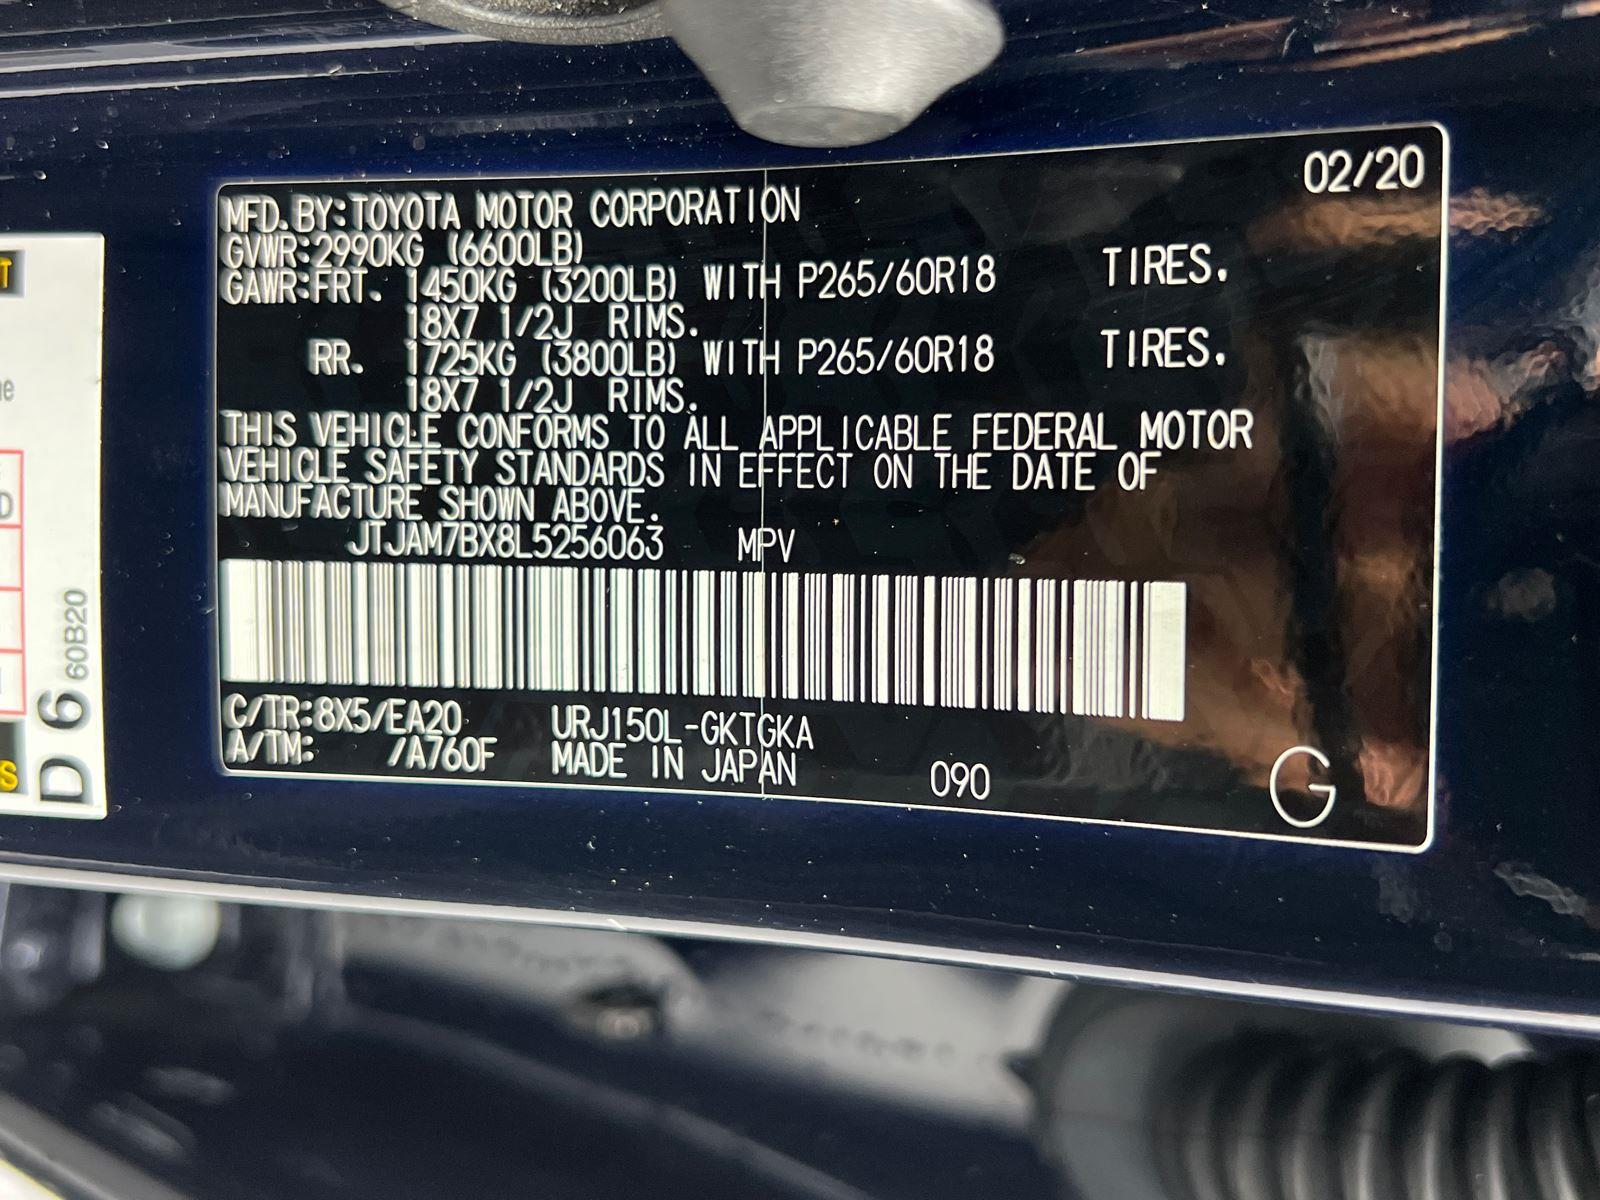 02/20
MFD.BY:TOYOTA MOTOR CORPORATION
GVWR:2990KG (6600LB)
GAWR:FRT. 1450KG (3200LB) WITH P265/60R18 TIRES.
18X7 1/2J RIMS.
RR. 1725KG (3800LB) WITH P265/60R18 TIRES.
18X7 1/2J RIMS.
THIS VEHICLE CONFORMS TO ALL APPLICABLE FEDERAL MOTOR
VEHICLE SAFETY STANDARDS IN EFFECT ON THE DATE OF
MANUFACTURE SHOWN ABOVE.
JTJAM7BX8L5256063 MPV
C/TR:8X5/EA20 URJ150L-GKTGKA
A/TM: /A760F MADE IN JAPAN 090 G
D 6 60B20